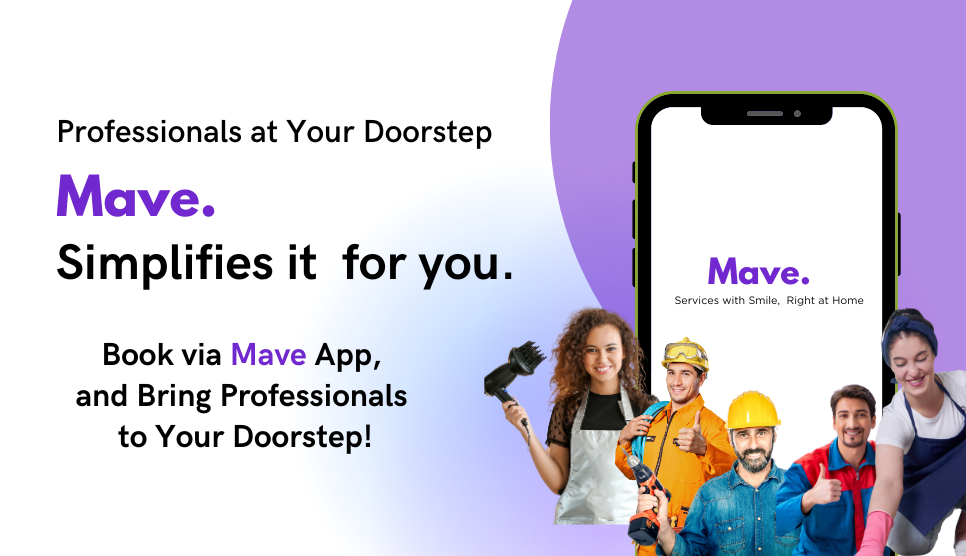 Professionals at Your Doorstep
Mave.
Simplifies it for you.
Book via Mave App,
and Bring Professionals
to Your Doorstep!
Mave.
Services with Smile, Right at Home